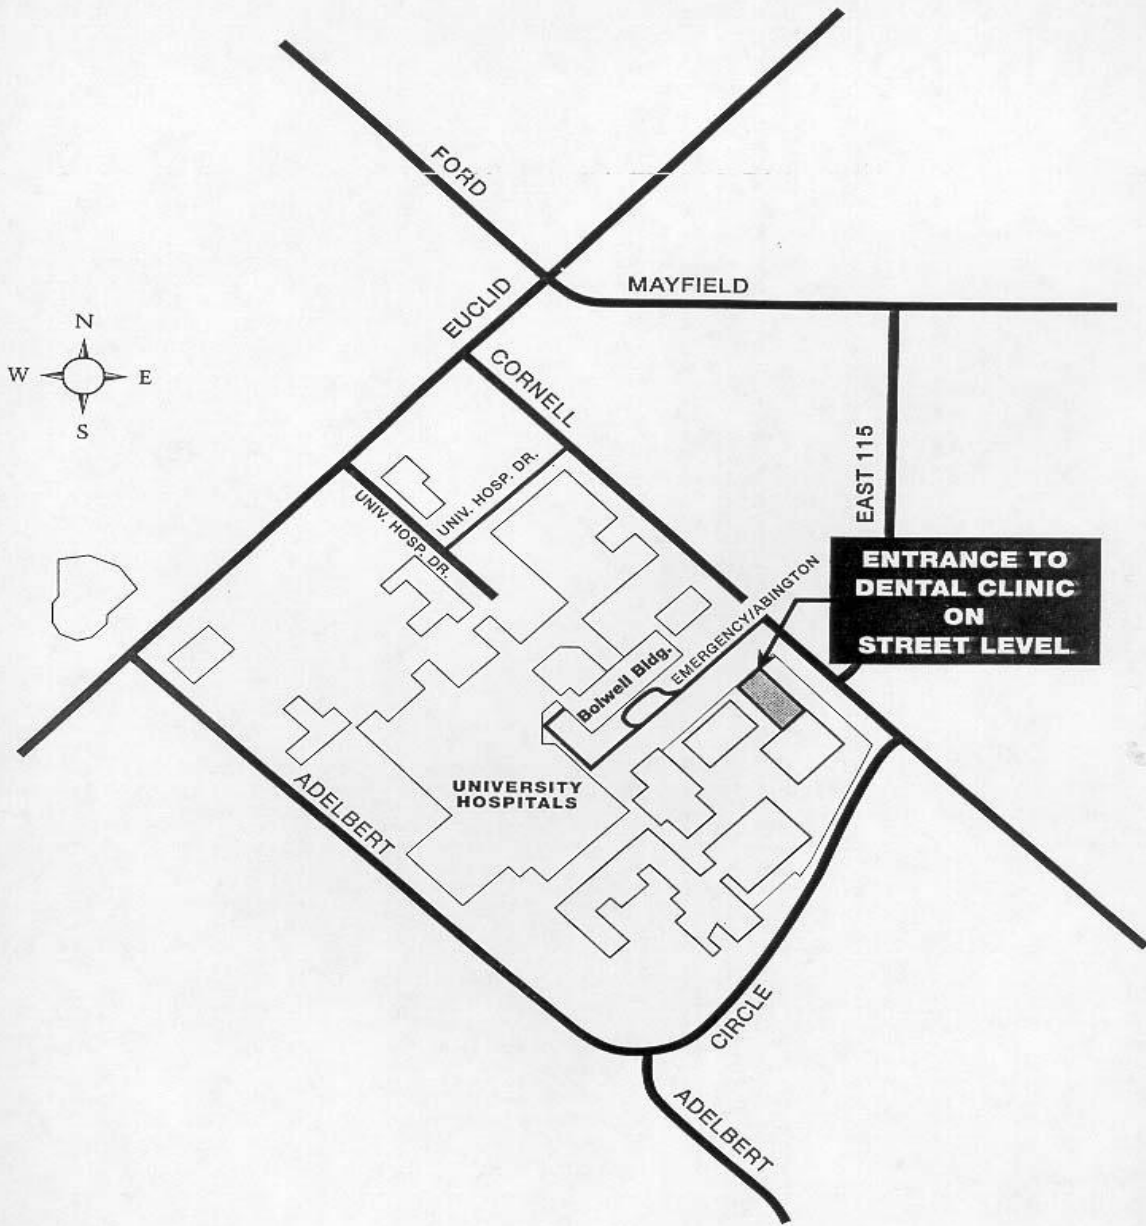 FORD
EUCLID
MAYFIELD
N
W
E
S
CORNELL
EAST 115
UNIV. HOSP. DR.
UNIV. HOSP. DR.
EMERGENCY/ABINGTON
ENTRANCE TO
DENTAL CLINIC
ON
STREET LEVEL
Bolwell Bldg.
UNIVERSITY
HOSPITALS
ADELBERT
CIRCLE
ADELBERT